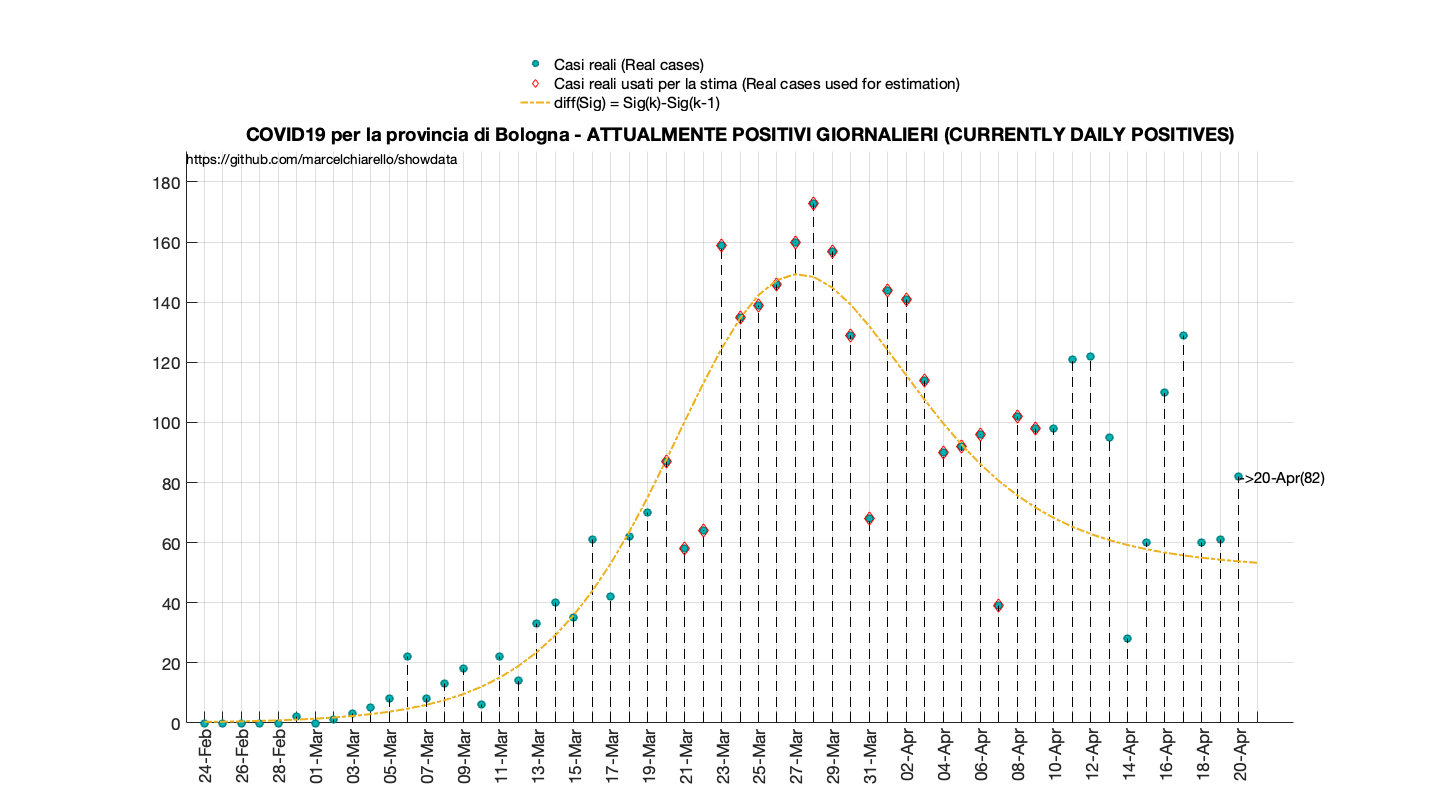 Casi reali (Real cases)
Casi reali usati per la stima (Real cases used for estimation)
diff(Sig) = Sig(k)-Sig(k-1)
COVID19 per la provincia di Bologna - ATTUALMENTE POSITIVI GIORNALIERI (CURRENTLY DAILY POSITIVES)
https://github.com/marcelchiarello/showdata
180
160
140
120
100
80
60
40
20
0
->20-Apr(82)
24-Feb
26-Feb
28-Feb
01-Mar
03-Mar
05-Mar
07-Mar
09-Mar
11-Mar
13-Mar
15-Mar
17-Mar
19-Mar
21-Mar
23-Mar
25-Mar
27-Mar
29-Mar
31-Mar
02-Apr
04-Apr
06-Apr
08-Apr
10-Apr
12-Apr
14-Apr
16-Apr
18-Apr
20-Apr